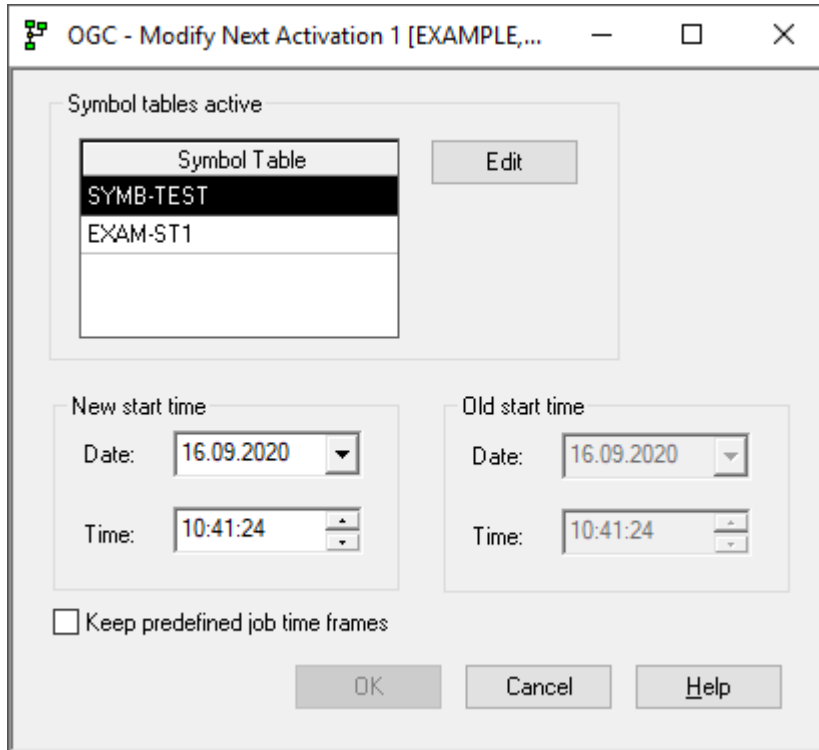 OGC - Modify Next Activation 1 [EXAMPLE,...
Symbol tables active
Symbol Table
Edit
SYMB-TEST
EXAM-ST1
New start time
Old start time
Date: 16.09.2020
Date: 16.09.2020
Time: 10:41:24
Time: 10:41:24
Keep predefined job time frames
OK
Cancel
Help